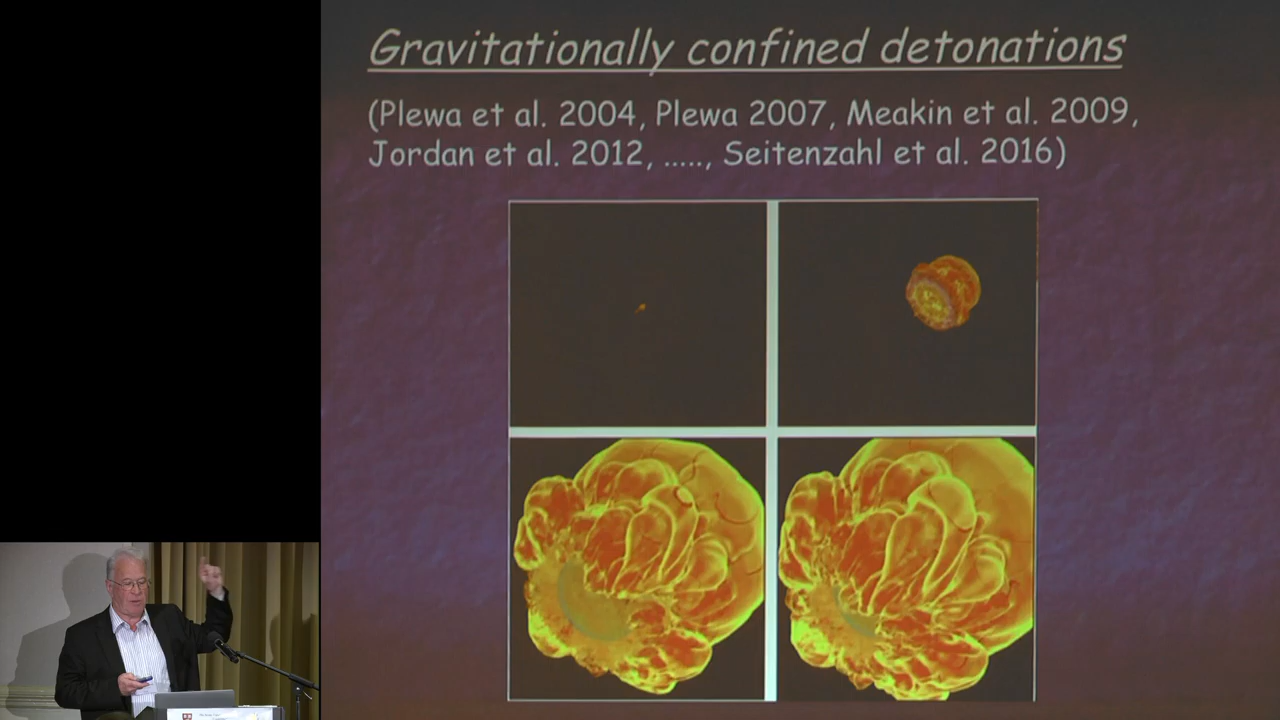 Gravitationally confined detonations
(Plewa et al. 2004, Plewa 2007, Meakin et al. 2009,
Jordan et al. 2012, ....., Seitenzahl et al. 2016)